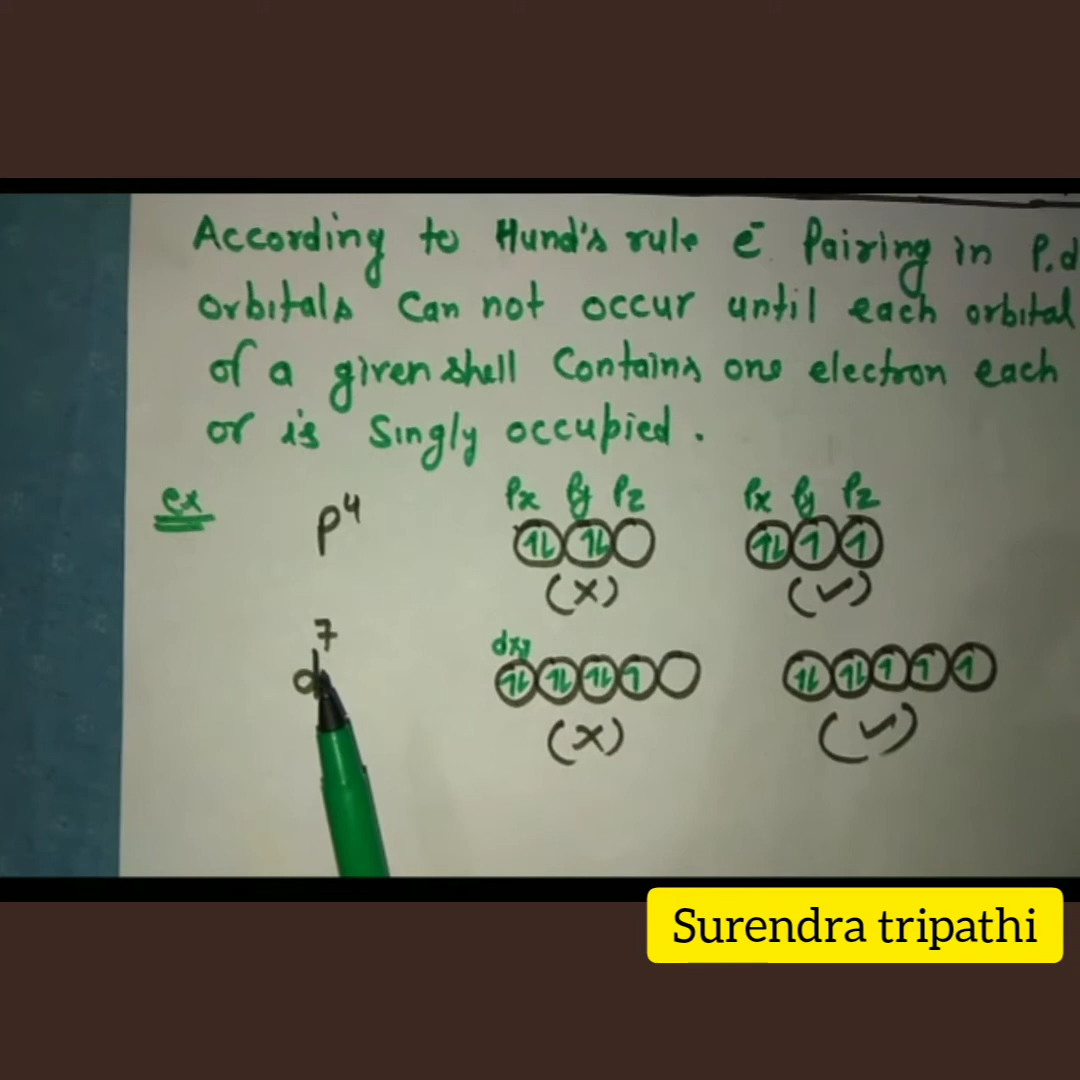 According to Hund's rule ē Pairing in P.d
orbitals Can not occur until each orbital
of a given shell Contains one electron each
or is Singly occupied.
ex P⁴ Px Py Pz Px Py Pz
↿⇂ ↿⇂ ↿⇂ ↿ ↿
(×) (✓)
d⁷ dxy
↿⇂ ↿⇂ ↿⇂ ↿ ↿⇂ ↿⇂ ↿ ↿ ↿
(×) (✓)
Surendra tripathi